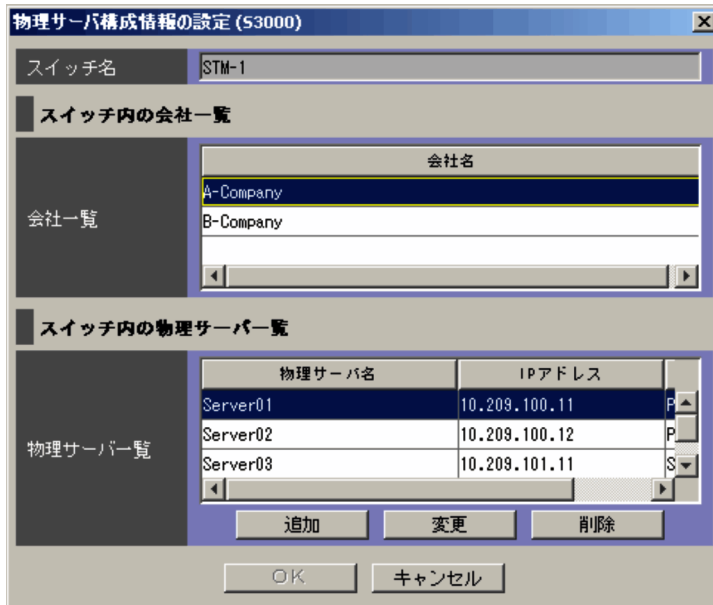 物理サーバ構成情報の設定 (S3000)
スイッチ名
STM-1
スイッチ内の会社一覧
会社一覧
会社名
A-Company
B-Company
スイッチ内の物理サーバ一覧
物理サーバ一覧
物理サーバ名 IPアドレス
Server01 10.209.100.11 P
Server02 10.209.100.12 P
Server03 10.209.101.11 S
追加 変更 削除
OK キャンセル